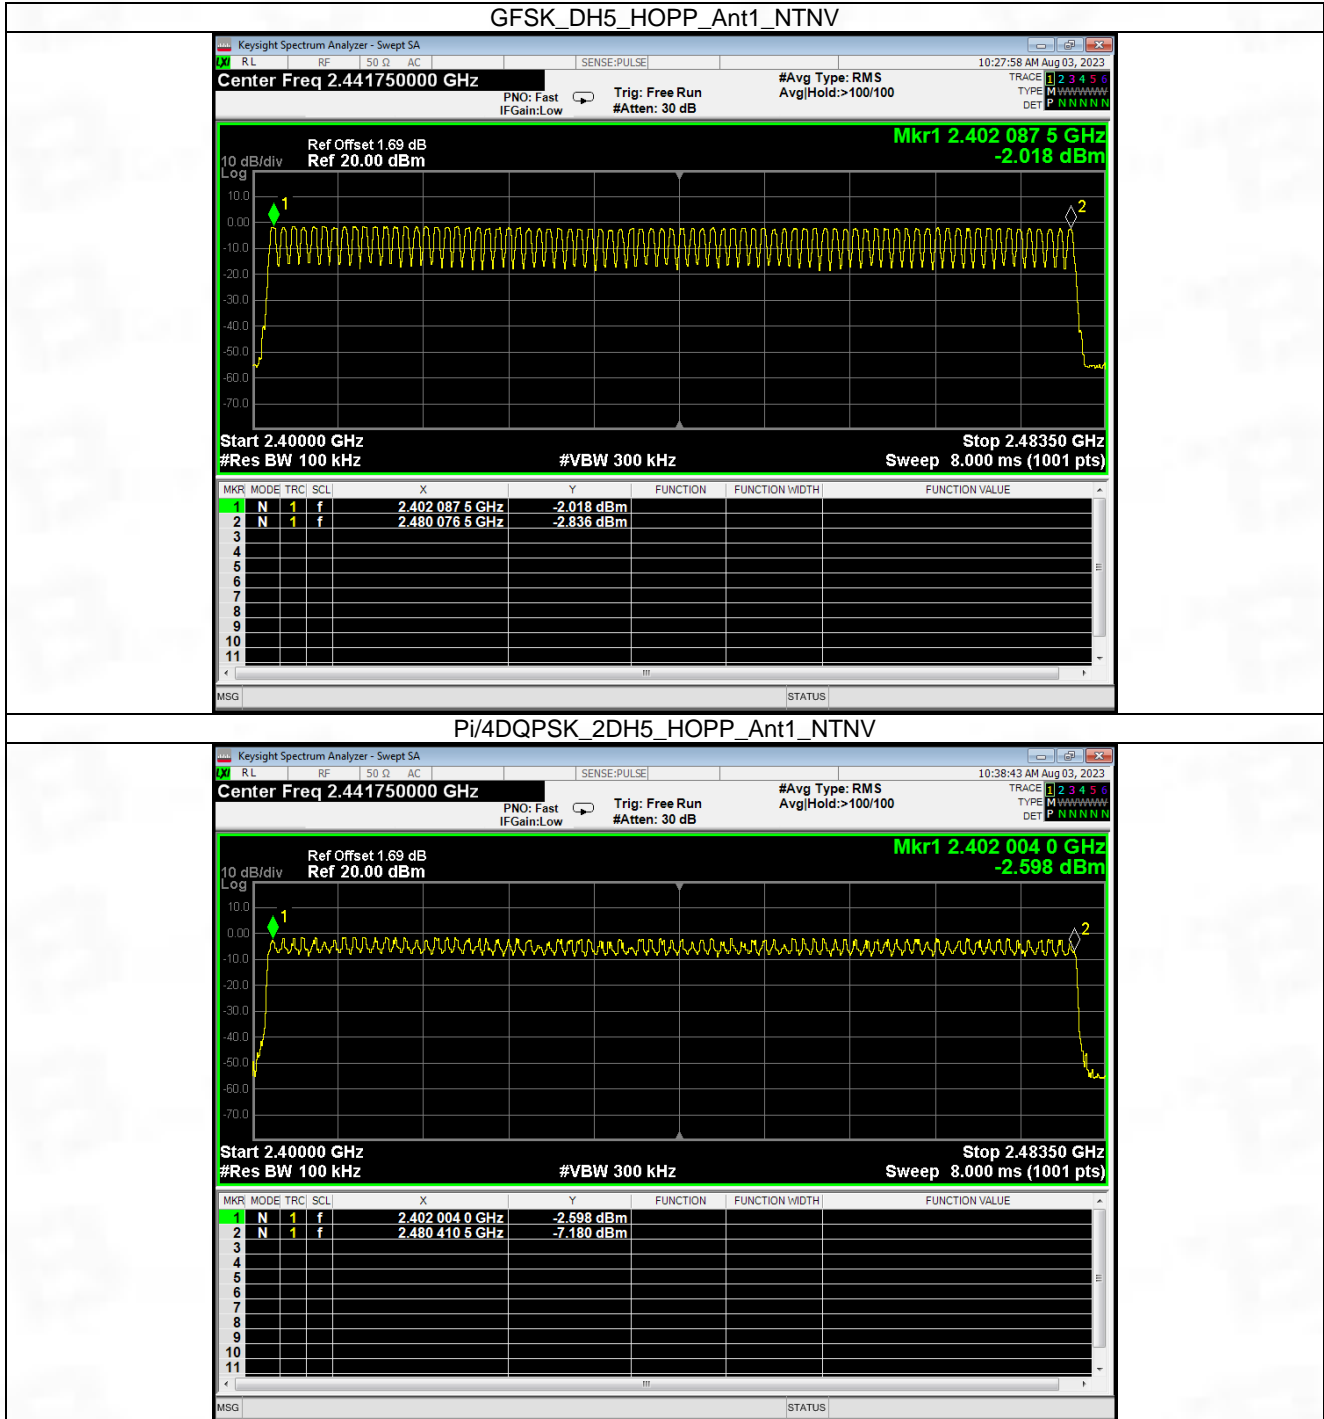 GFSK_DH5_HOPP_Ant1_NTNV
Keysight Spectrum Analyzer - Swept SA
LXI RL RF 50 Ω AC SENSE:PULSE 10:27:58 AM Aug 03, 2023
Center Freq 2.441750000 GHz #Avg Type: RMS TRACE 1 2 3 4 5 6
PNO: Fast Trig: Free Run Avg|Hold:>100/100 TYPE M WWWWW
IFGain:Low #Atten: 30 dB DET P N N N N N
Mkr1 2.402 087 5 GHz
Ref Offset 1.69 dB
10 dB/div Ref 20.00 dBm -2.018 dBm
Log
10.0
1
2
0.00
-10.0
-20.0
-30.0
-40.0
-50.0
-60.0
-70.0
Start 2.40000 GHz Stop 2.48350 GHz
#Res BW 100 kHz #VBW 300 kHz Sweep 8.000 ms (1001 pts)
MKR MODE TRC SCL X Y FUNCTION FUNCTION WIDTH FUNCTION VALUE
1 N 1 f 2.402 087 5 GHz -2.018 dBm
2 N 1 f 2.480 076 5 GHz -2.836 dBm
3
4
5
6
7
8
9
10
11
MSG STATUS
Pi/4DQPSK_2DH5_HOPP_Ant1_NTNV
Keysight Spectrum Analyzer - Swept SA
LXI RL RF 50 Ω AC SENSE:PULSE 10:38:43 AM Aug 03, 2023
Center Freq 2.441750000 GHz #Avg Type: RMS TRACE 1 2 3 4 5 6
PNO: Fast Trig: Free Run Avg|Hold:>100/100 TYPE M WWWWW
IFGain:Low #Atten: 30 dB DET P N N N N N
Mkr1 2.402 004 0 GHz
Ref Offset 1.69 dB
10 dB/div Ref 20.00 dBm -2.598 dBm
Log
10.0
1
2
0.00
-10.0
-20.0
-30.0
-40.0
-50.0
-60.0
-70.0
Start 2.40000 GHz Stop 2.48350 GHz
#Res BW 100 kHz #VBW 300 kHz Sweep 8.000 ms (1001 pts)
MKR MODE TRC SCL X Y FUNCTION FUNCTION WIDTH FUNCTION VALUE
1 N 1 f 2.402 004 0 GHz -2.598 dBm
2 N 1 f 2.480 410 5 GHz -7.180 dBm
3
4
5
6
7
8
9
10
11
MSG STATUS